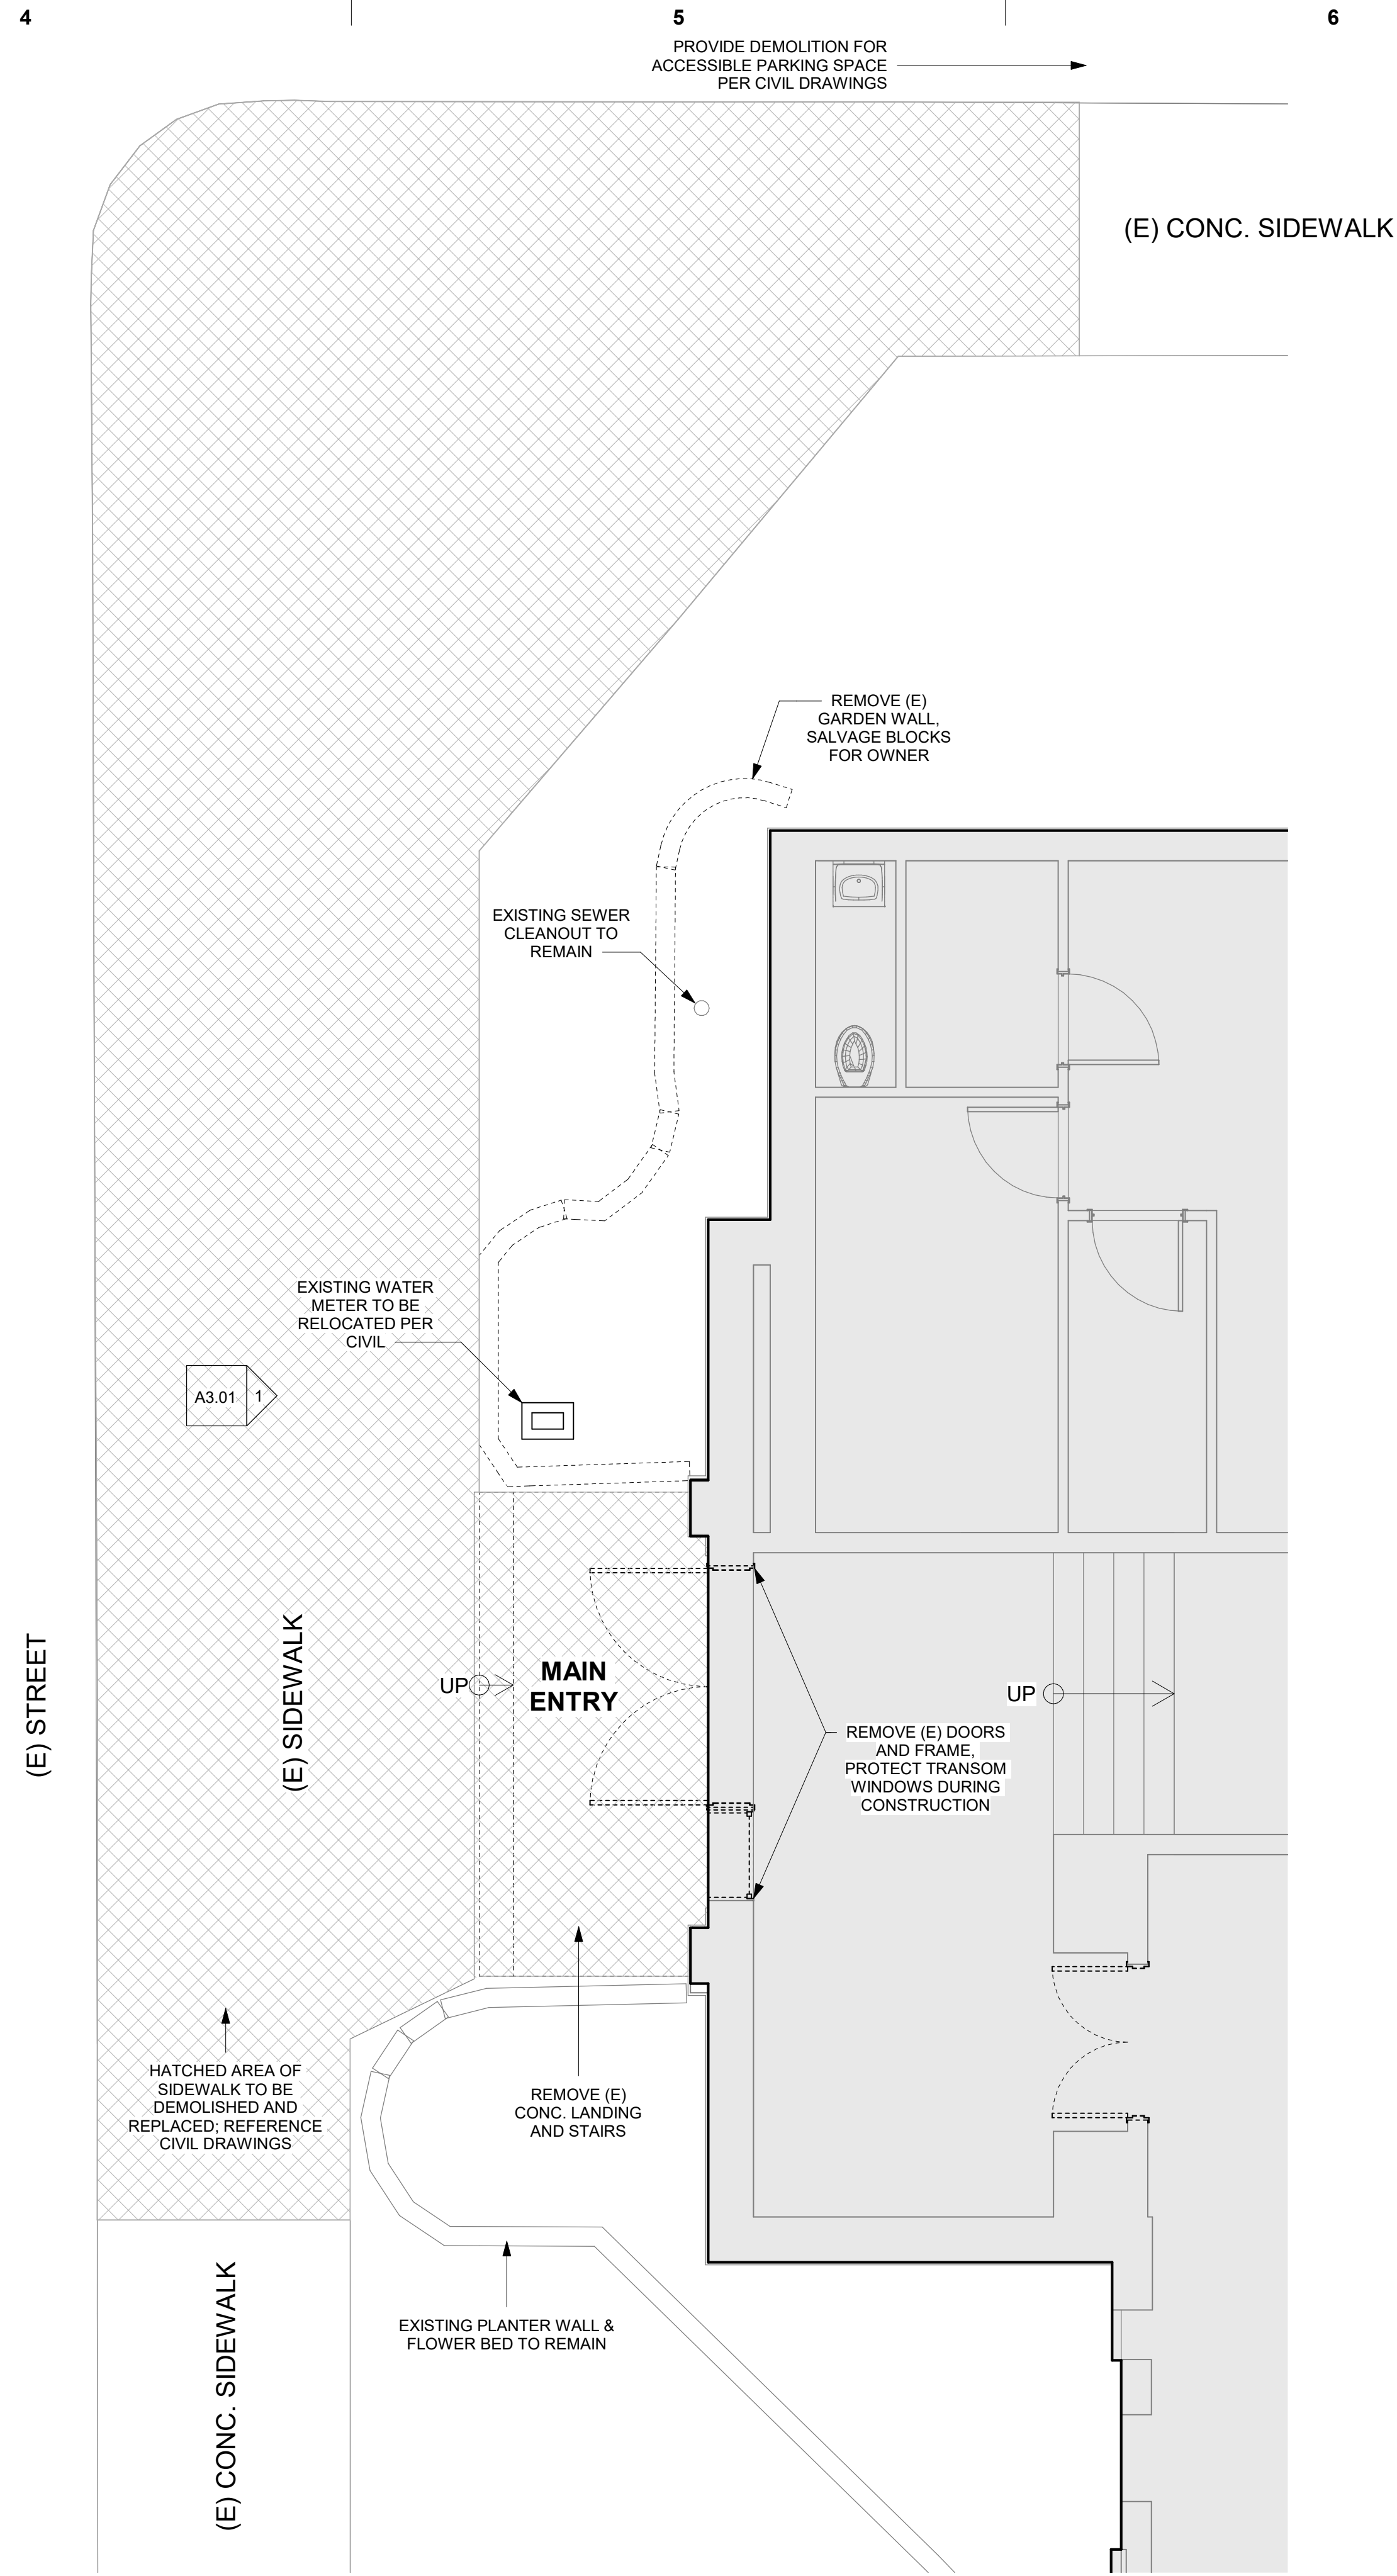 4
5
6
PROVIDE DEMOLITION FOR
ACCESSIBLE PARKING SPACE
PER CIVIL DRAWINGS
(E) CONC. SIDEWALK
REMOVE (E)
GARDEN WALL,
SALVAGE BLOCKS
FOR OWNER
EXISTING SEWER
CLEANOUT TO
REMAIN
EXISTING WATER
METER TO BE
RELOCATED PER
CIVIL
A3.01
1
(E) STREET
(E) SIDEWALK
UP
MAIN
ENTRY
UP
REMOVE (E) DOORS
AND FRAME,
PROTECT TRANSOM
WINDOWS DURING
CONSTRUCTION
HATCHED AREA OF
SIDEWALK TO BE
DEMOLISHED AND
REPLACED; REFERENCE
CIVIL DRAWINGS
REMOVE (E)
CONC. LANDING
AND STAIRS
EXISTING PLANTER WALL &
FLOWER BED TO REMAIN
(E) CONC. SIDEWALK